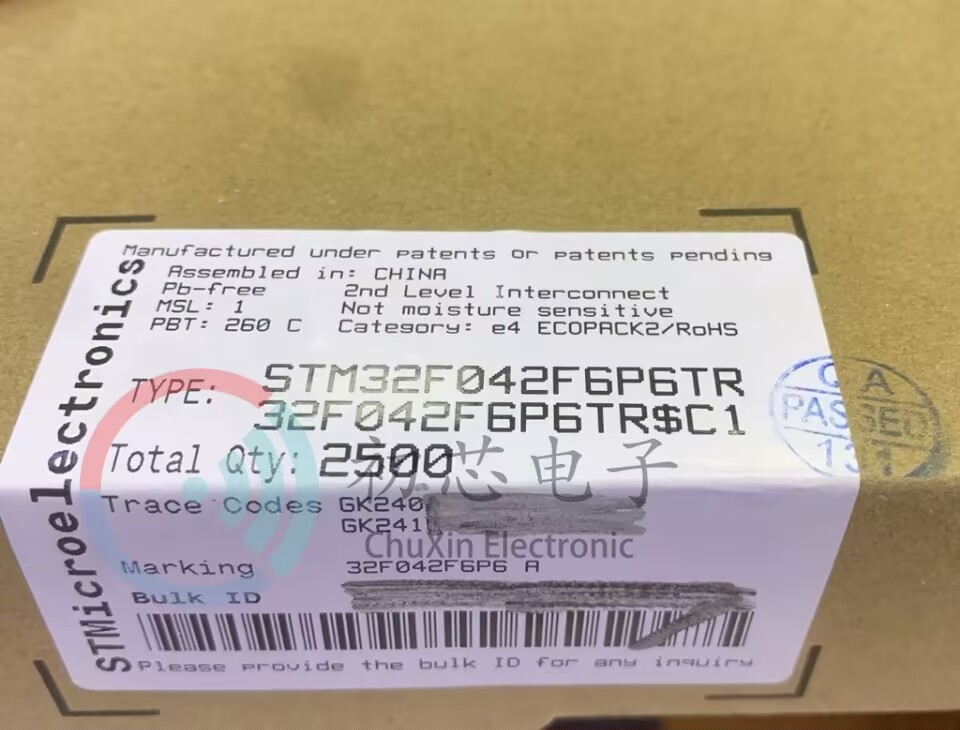 Manufactured under patents or patents pending
Assembled in: CHINA
Pb-free 2nd Level Interconnect
MSL: 1 Not moisture sensitive
PBT: 260 C Category: e4 ECOPACK2/RoHS
TYPE: STM32F042F6P6TR
32F042F6P6TR$C1
Total Qty: 2500
Trace Codes GK240
GK241
Marking 32F042F6P6 A
Bulk ID
Please provide the bulk ID for any inquiry
STMicroelectronics
QA
PASSED
初芯电子
ChuXin Electronic